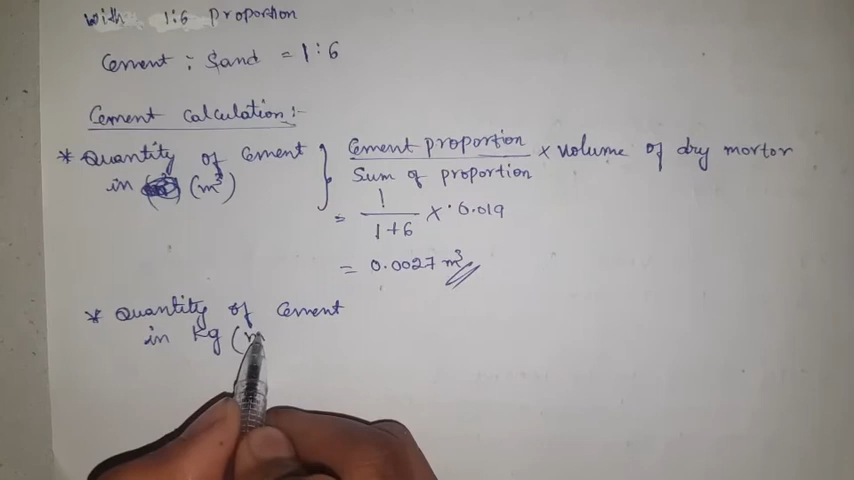 With 1:6 Proportion
Cement : Sand = 1:6
Cement calculation:-
* Quantity of Cement in (m³) } Cement proportion / Sum of proportion × volume of dry mortor
= 1 / 1+6 × 0.019
= 0.0027 m³
* Quantity of Cement
in Kg (